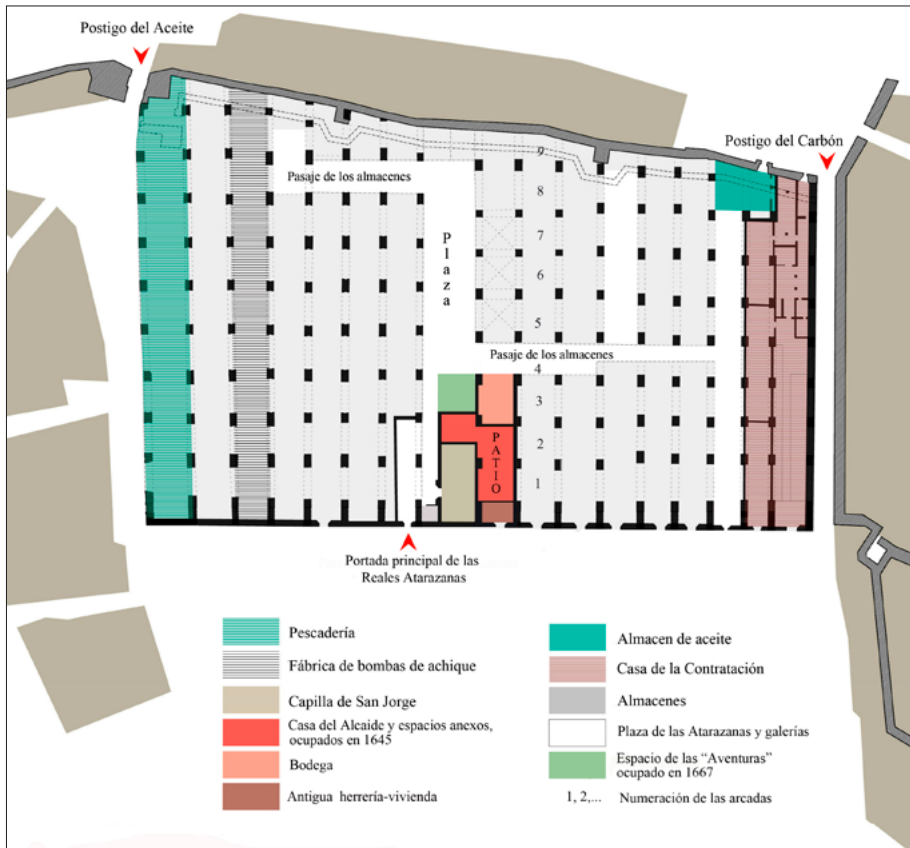 Postigo del Aceite
Postigo del Carbón
Pasaje de los almacenes
Plaza
9
8
7
6
5
Pasaje de los almacenes
4
3
2
1
PATIO
Portada principal de las
Reales Atarazanas
Pescadería
Fábrica de bombas de achique
Capilla de San Jorge
Casa del Alcaide y espacios anexos,
ocupados en 1645
Bodega
Antigua herrería-vivienda
Almacen de aceite
Casa de la Contratación
Almacenes
Plaza de las Atarazanas y galerías
Espacio de las “Aventuras”
ocupado en 1667
1, 2,... Numeración de las arcadas